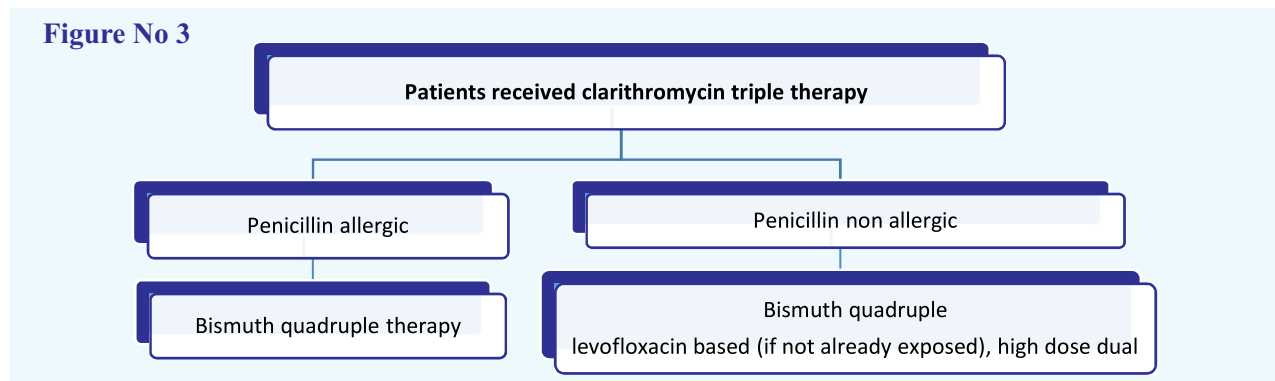 Figure No 3
Patients received clarithromycin triple therapy
Penicillin allergic
Penicillin non allergic
Bismuth quadruple therapy
Bismuth quadruple
levofloxacin based (if not already exposed), high dose dual